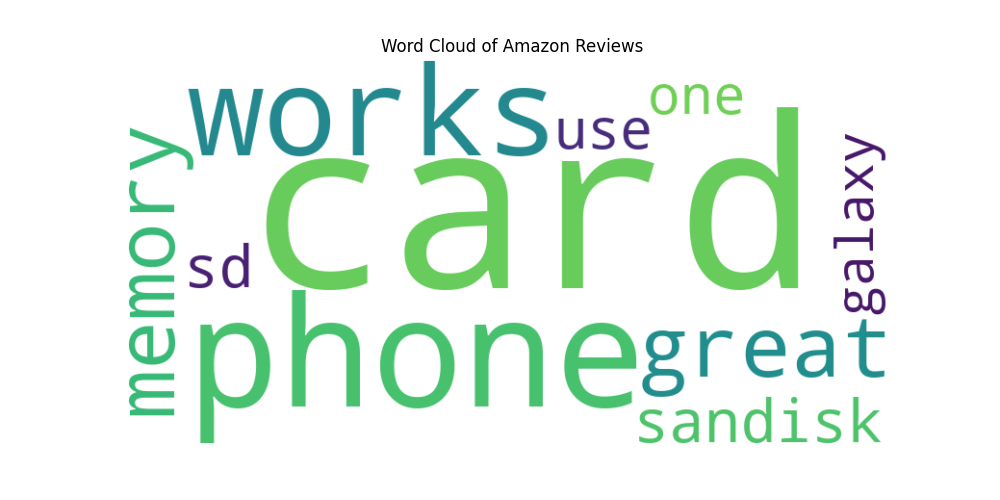 Word Cloud of Amazon Reviews
works
one
use
card
memory
galaxy
sd
phone
great
sandisk